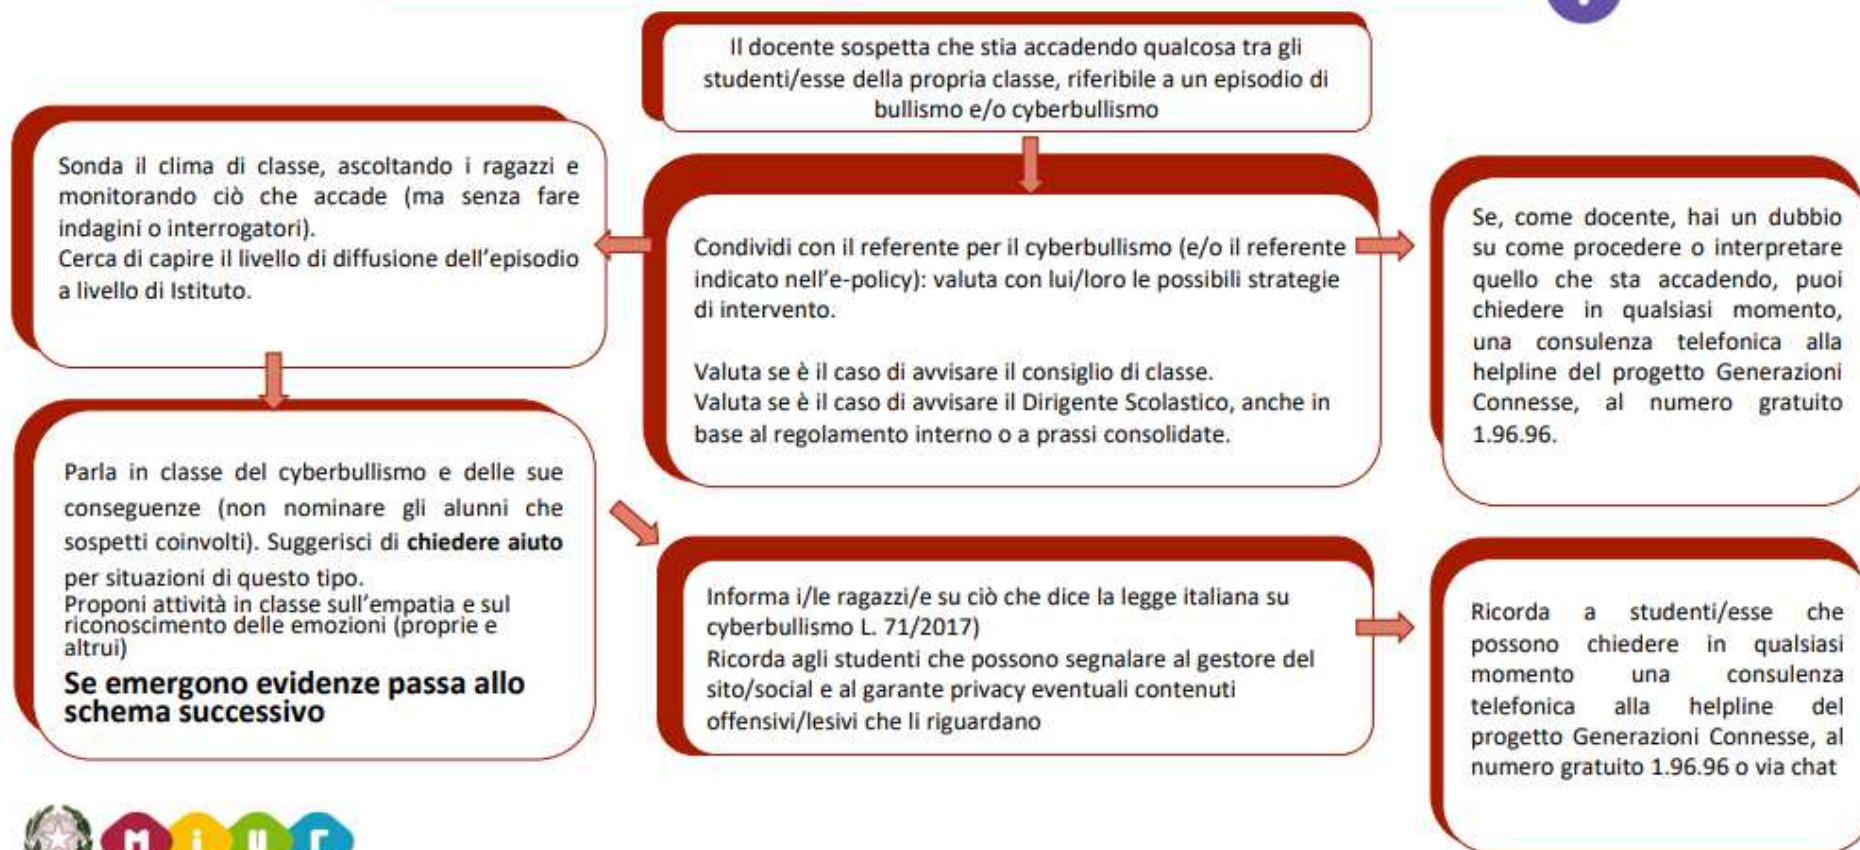 Il docente sospetta che stia accadendo qualcosa tra gli
studenti/esse della propria classe, riferibile a un episodio di
bullismo e/o cyberbullismo
Condividi con il referente per il cyberbullismo (e/o il referente
indicato nell'e-policy): valuta con lui/loro le possibili strategie
di intervento.
Valuta se è il caso di avvisare il consiglio di classe.
Valuta se è il caso di avvisare il Dirigente Scolastico, anche in
base al regolamento interno o a prassi consolidate.
Sonda il clima di classe, ascoltando i ragazzi e
monitorando ciò che accade (ma senza fare
indagini o interrogatori).
Cerca di capire il livello di diffusione dell'episodio
a livello di Istituto.
Se, come docente, hai un dubbio
su come procedere o interpretare
quello che sta accadendo, puoi
chiedere in qualsiasi momento,
una consulenza telefonica alla
helpline del progetto Generazioni
Connesse, al numero gratuito
1.96.96.
Parla in classe del cyberbullismo e delle sue
conseguenze (non nominare gli alunni che
sospetti coinvolti). Suggerisci di chiedere aiuto
per situazioni di questo tipo.
Proponi attività in classe sull'empatia e sul
riconoscimento delle emozioni (proprie e
altrui)
Se emergono evidenze passa allo
schema successivo
Informa i/le ragazzi/e su ciò che dice la legge italiana su
cyberbullismo L. 71/2017)
Ricorda agli studenti che possono segnalare al gestore del
sito/social e al garante privacy eventuali contenuti
offensivi/lesivi che li riguardano
Ricorda a studenti/esse che
possono chiedere in qualsiasi
momento una consulenza
telefonica alla helpline del
progetto Generazioni Connesse, al
numero gratuito 1.96.96 o via chat
MiUr